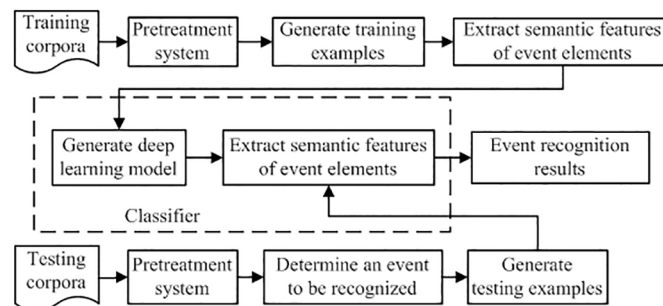 Training
corpora
Pretreatment
system
Generate training
examples
Extract semantic features
of event elements
Generate deep
learning model
Extract semantic features
of event elements
Event recognition
results
Classifier
Testing
corpora
Pretreatment
system
Determine an event
to be recognized
Generate
testing examples